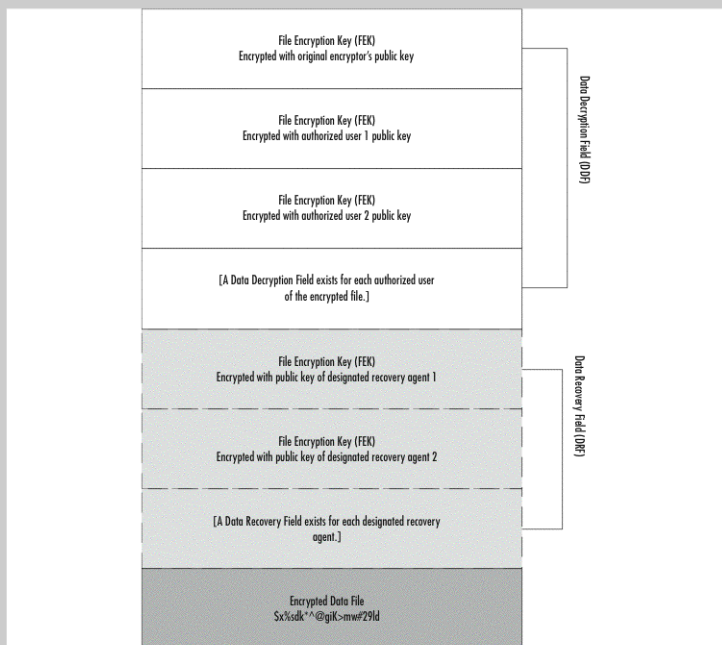 File Encryption Key (FEK)
Encrypted with original encryptor's public key
File Encryption Key (FEK)
Encrypted with authorized user 1 public key
File Encryption Key (FEK)
Encrypted with authorized user 2 public key
[A Data Decryption Field exists for each authorized user
of the encrypted file.]
Data Decryption Field (DDF)
File Encryption Key (FEK)
Encrypted with public key of designated recovery agent 1
File Encryption Key (FEK)
Encrypted with public key of designated recovery agent 2
[A Data Recovery Field exists for each designated recovery
agent.]
Data Recovery Field (DRF)
Encrypted Data File
$x%sdk*^@giK>mw#29ld